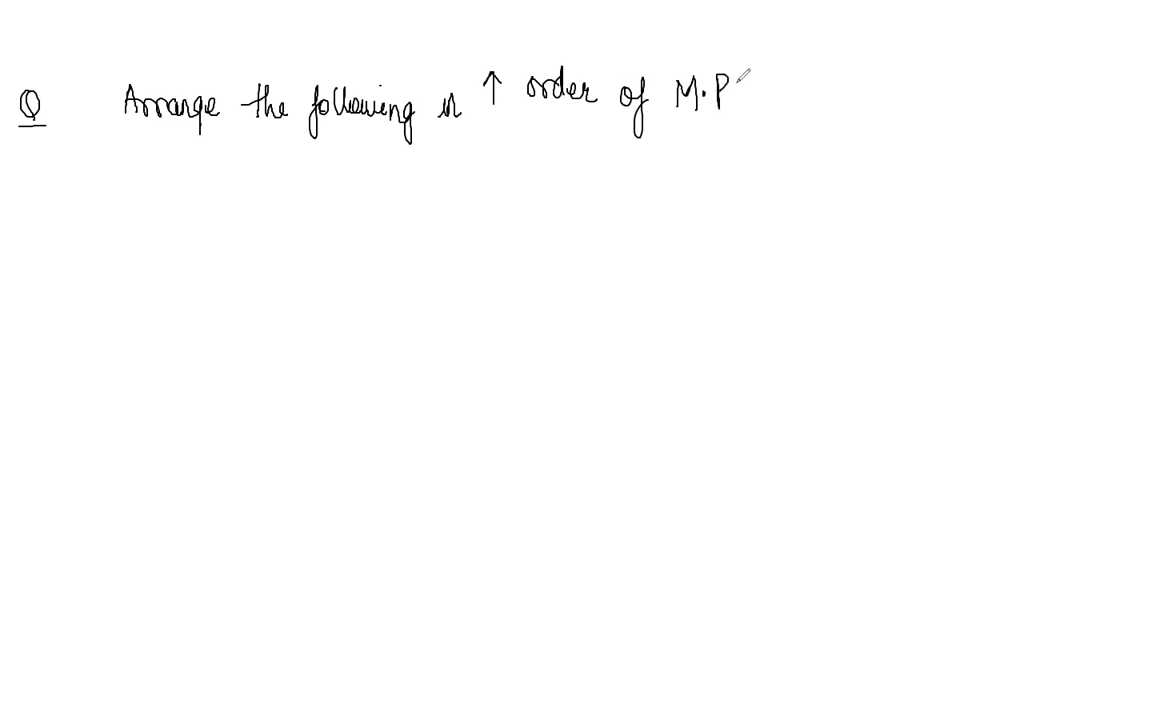 Q Arrange the following in ↑ order of M.P